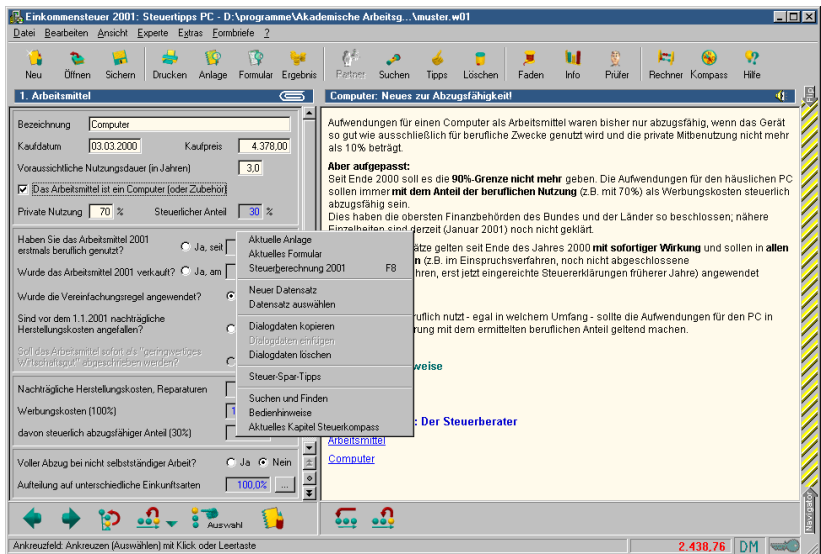 Einkommensteuer 2001: Steuertipps PC - D:\programme\Akademische Arbeitsg...\muster.w01
Datei Bearbeiten Ansicht Experte Extras Formbriefe ?
Neu Öffnen Sichern Drucken Anlage Formular Ergebnis Partner Suchen Tipps Löschen Faden Info Prüfer Rechner Kompass Hilfe
1. Arbeitsmittel
Bezeichnung Computer
Kaufdatum 03.03.2000 Kaufpreis 4.378,00
Voraussichtliche Nutzungsdauer (in Jahren) 3,0
Das Arbeitsmittel ist ein Computer (oder Zubehör)
Private Nutzung 70 % Steuerlicher Anteil 30 %
Haben Sie das Arbeitsmittel 2001
erstmals beruflich genutzt? Ja, seit
Wurde das Arbeitsmittel 2001 verkauft? Ja, am
Wurde die Vereinfachungsregel angewendet?
Sind vor dem 1.1.2001 nachträgliche
Herstellungskosten angefallen?
Soll das Arbeitsmittel sofort als "geringwertiges
Wirtschaftsgut" abgeschrieben werden?
Nachträgliche Herstellungskosten, Reparaturen
Werbungskosten (100%) 1
davon steuerlich abzugsfähiger Anteil (30%)
Voller Abzug bei nicht selbstständiger Arbeit? Ja Nein
Aufteilung auf unterschiedliche Einkunftsarten 100,0% ...
Auswahl
Aktuelle Anlage
Aktuelles Formular
Steuerberechnung 2001 F8
Neuer Datensatz
Datensatz auswählen
Dialogdaten kopieren
Dialogdaten einfügen
Dialogdaten löschen
Steuer-Spar-Tipps
Suchen und Finden
Bedienhinweise
Aktuelles Kapitel Steuerkompass
Computer: Neues zur Abzugsfähigkeit!
Aufwendungen für einen Computer als Arbeitsmittel waren bisher nur abzugsfähig, wenn das Gerät
so gut wie ausschließlich für berufliche Zwecke genutzt wird und die private Mitbenutzung nicht mehr
als 10% beträgt.
Aber aufgepasst:
Seit Ende 2000 soll es die 90%-Grenze nicht mehr geben. Die Aufwendungen für den häuslichen PC
sollen immer mit dem Anteil der beruflichen Nutzung (z.B. mit 70%) als Werbungskosten steuerlich
abzugsfähig sein.
Dies haben die obersten Finanzbehörden des Bundes und der Länder so beschlossen; nähere
Einzelheiten sind derzeit (Januar 2001) noch nicht geklärt.
ätze gelten seit Ende des Jahres 2000 mit sofortiger Wirkung und sollen in allen
n (z.B. im Einspruchsverfahren, noch nicht abgeschlossene
hren, erst jetzt eingereichte Steuererklärungen früherer Jahre) angewendet
ruflich nutzt - egal in welchem Umfang - sollte die Aufwendungen für den PC in
rung mit dem ermittelten beruflichen Anteil geltend machen.
weise
: Der Steuerberater
Arbeitsmittel
Computer
Flip
Navigator
Ankreuzfeld: Ankreuzen (Auswählen) mit Klick oder Leertaste 2.438,76 DM